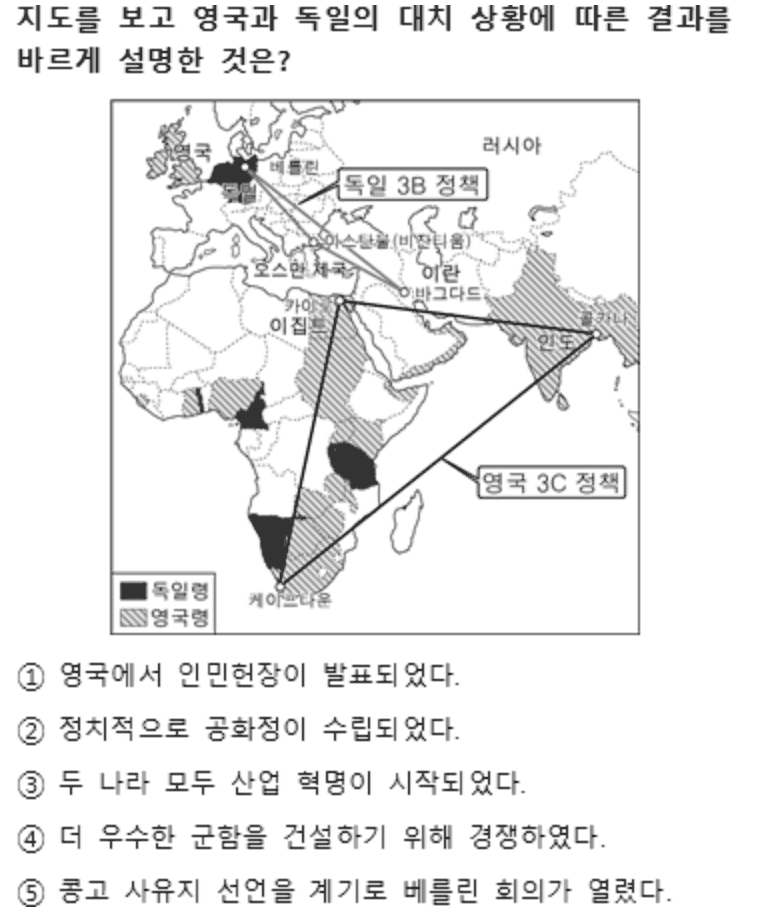 지도를 보고 영국과 독일의 대치 상황에 따른 결과를
바르게 설명한 것은?
러시아
영국
베를린
독일
독일 3B 정책
이스탄불(비잔티움)
오스만 제국
이란
바그다드
카이로
이집트
콜카타
인도
영국 3C 정책
케이프타운
독일령
영국령
① 영국에서 인민헌장이 발표되었다.
② 정치적으로 공화정이 수립되었다.
③ 두 나라 모두 산업 혁명이 시작되었다.
④ 더 우수한 군함을 건설하기 위해 경쟁하였다.
⑤ 콩고 사유지 선언을 계기로 베를린 회의가 열렸다.